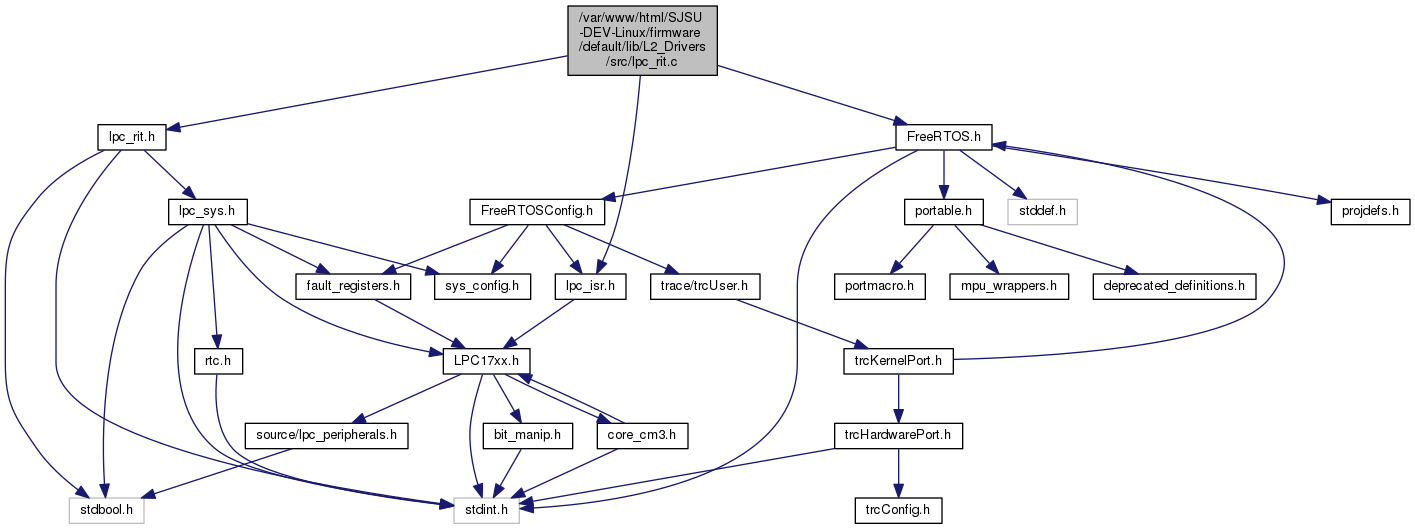 /var/www/html/SJSU
-DEV-Linux/firmware
/default/lib/L2_Drivers
/src/lpc_rit.c
lpc_rit.h
FreeRTOS.h
lpc_sys.h
FreeRTOSConfig.h
portable.h
stddef.h
projdefs.h
fault_registers.h
sys_config.h
lpc_isr.h
trace/trcUser.h
portmacro.h
mpu_wrappers.h
deprecated_definitions.h
rtc.h
LPC17xx.h
trcKernelPort.h
source/lpc_peripherals.h
bit_manip.h
core_cm3.h
trcHardwarePort.h
stdbool.h
stdint.h
trcConfig.h